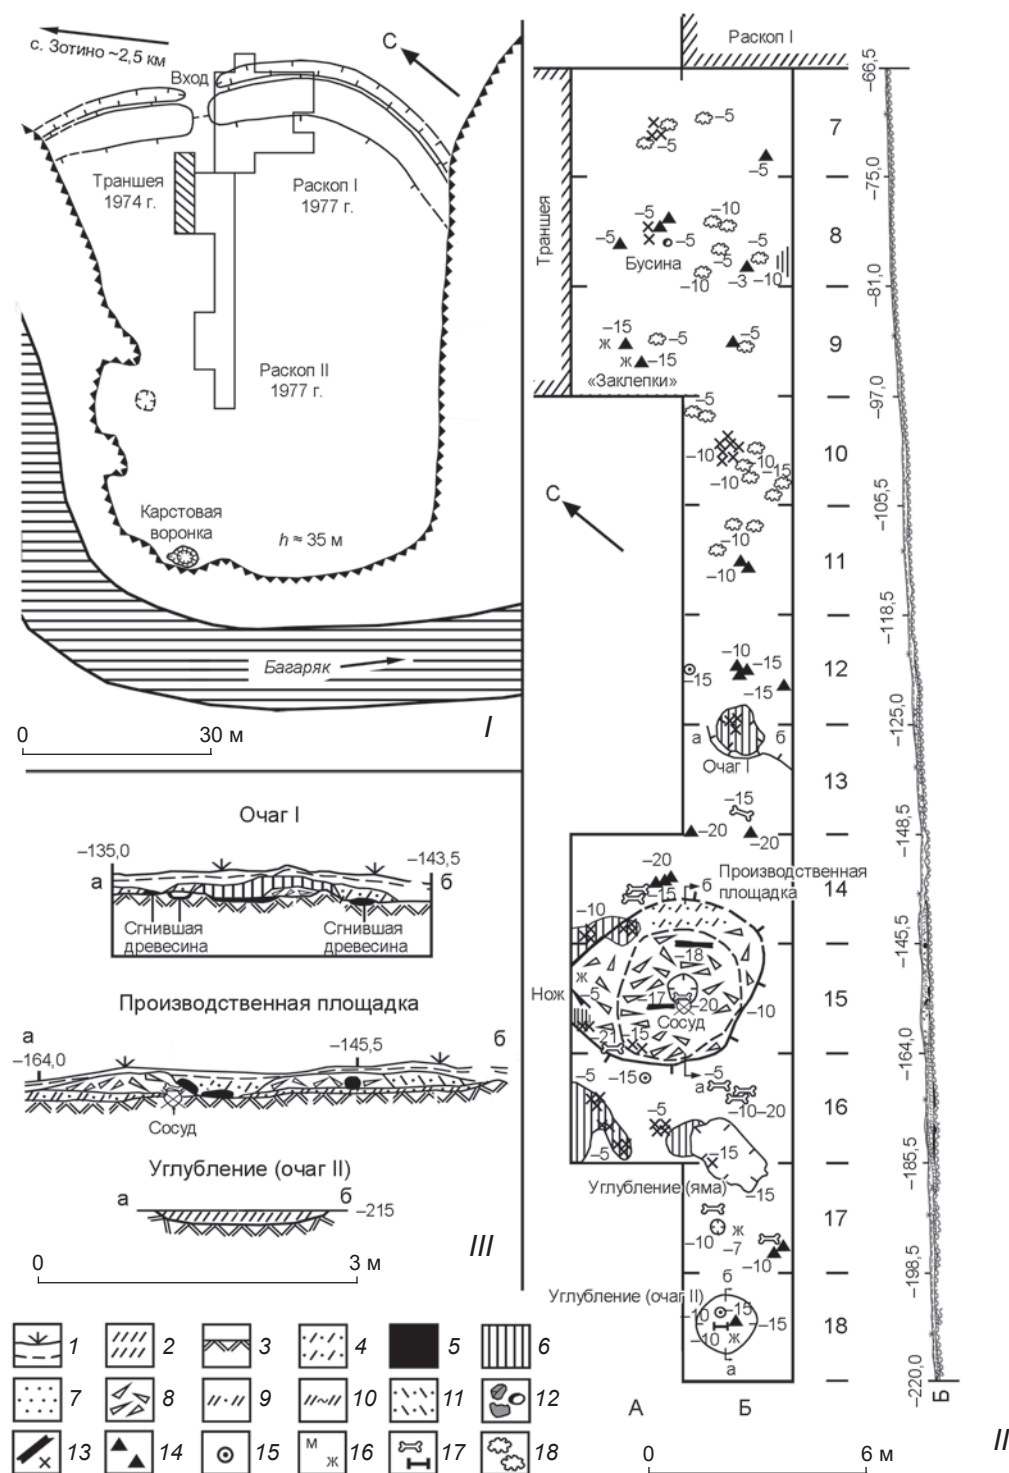 с. Зотино ~2,5 км
С
Вход
Траншея
1974 г.
Раскоп I
1977 г.
Раскоп II
1977 г.
Карстовая
воронка
h ≈ 35 м
Багаряк
0 30 м
I
Очаг I
–135,0 –143,5
а б
Сгнившая
древесина
Сгнившая
древесина
Производственная площадка
а б
–164,0 –145,5
Сосуд
Углубление (очаг II)
а б
–215
0 3 м
III
1 2 3 4 5 6
7 8 9 10 11 12
13 14 15 16 17 18
м
ж
Раскоп I
Траншея
–66,5
–5
–5
–5
7
–75,0
–5 –10
–5 –5 –5
Бусина
–5
–10 –3 –10
8
–81,0
–15 –5 –5
ж
ж –15
«Заклепки»
9
–97,0
–5
–10 –10
–15
–10
10
С
–105,5
–10
–10
11
–118,5
–10
–15
–15
–15
12
–125,0
а б
Очаг I
13
–15
–20 –20
–148,5
–20
б
Производственная
площадка
14
–10
–145,5
–18
ж
Нож –5
–17 –20
–10
Сосуд
15
–21 –15
–164,0
–5
–5 –15
а
–10–20
–5
16
–15
–5
–185,5
Углубление (яма)
–15
ж
–10 –7
–10
17
–198,5
б
Углубление (очаг II)
–10 –15
–15
–10 ж
18
а
–220,0
Б
А Б
0 6 м
II